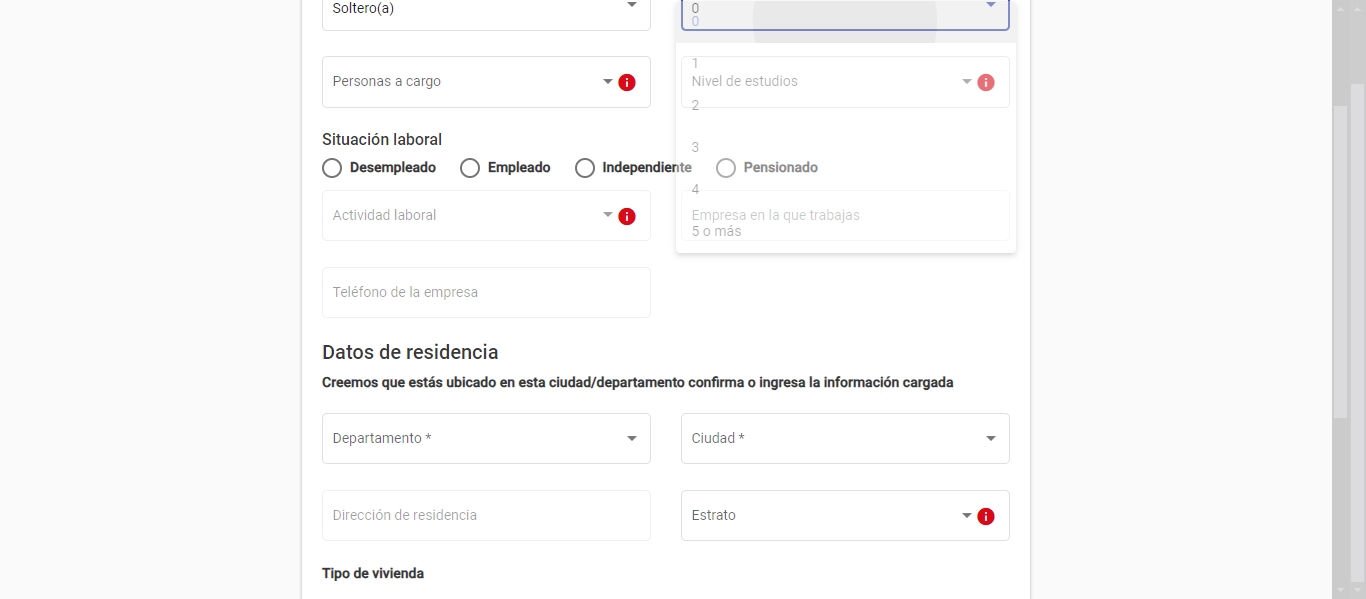 Soltero(a)
0
0
1
Personas a cargo
Nivel de estudios
2
Situación laboral
3
Desempleado Empleado Independiente Pensionado
4
Actividad laboral
Empresa en la que trabajas
5 o más
Teléfono de la empresa
Datos de residencia
Creemos que estás ubicado en esta ciudad/departamento confirma o ingresa la información cargada
Departamento *
Ciudad *
Dirección de residencia
Estrato
Tipo de vivienda